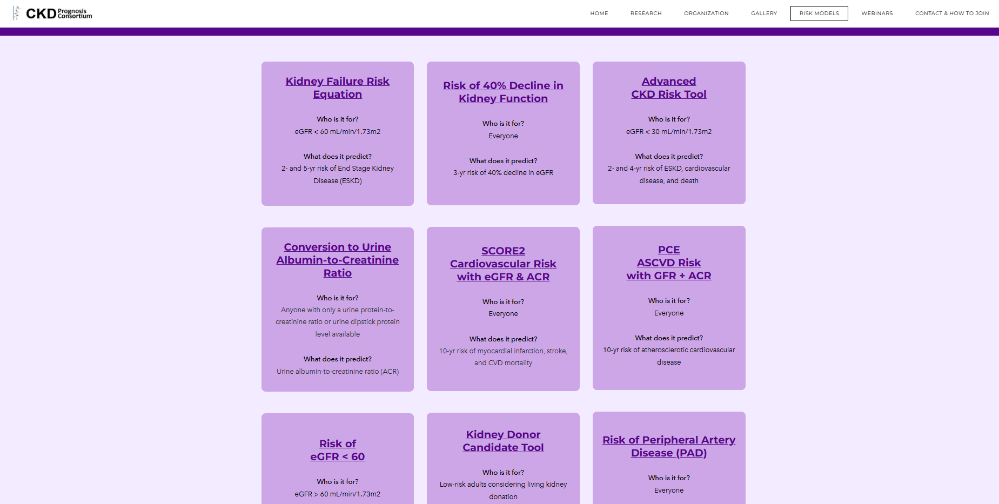 CKD Prognosis
Consortium
HOME RESEARCH ORGANIZATION GALLERY RISK MODELS WEBINARS CONTACT & HOW TO JOIN
Kidney Failure Risk
Equation
Who is it for?
eGFR < 60 mL/min/1.73m2
What does it predict?
2- and 5-yr risk of End Stage Kidney
Disease (ESKD)
Risk of 40% Decline in
Kidney Function
Who is it for?
Everyone
What does it predict?
3-yr risk of 40% decline in eGFR
Advanced
CKD Risk Tool
Who is it for?
eGFR < 30 mL/min/1.73m2
What does it predict?
2- and 4-yr risk of ESKD, cardiovascular
disease, and death
Conversion to Urine
Albumin-to-Creatinine
Ratio
Who is it for?
Anyone with only a urine protein-to-
creatinine ratio or urine dipstick protein
level available
What does it predict?
Urine albumin-to-creatinine ratio (ACR)
SCORE2
Cardiovascular Risk
with eGFR & ACR
Who is it for?
Everyone
What does it predict?
10-yr risk of myocardial infarction, stroke,
and CVD mortality
PCE
ASCVD Risk
with GFR + ACR
Who is it for?
Everyone
What does it predict?
10-yr risk of atherosclerotic cardiovascular
disease
Risk of
eGFR < 60
Who is it for?
eGFR > 60 mL/min/1.73m2
Kidney Donor
Candidate Tool
Who is it for?
Low-risk adults considering living kidney
donation
Risk of Peripheral Artery
Disease (PAD)
Who is it for?
Everyone